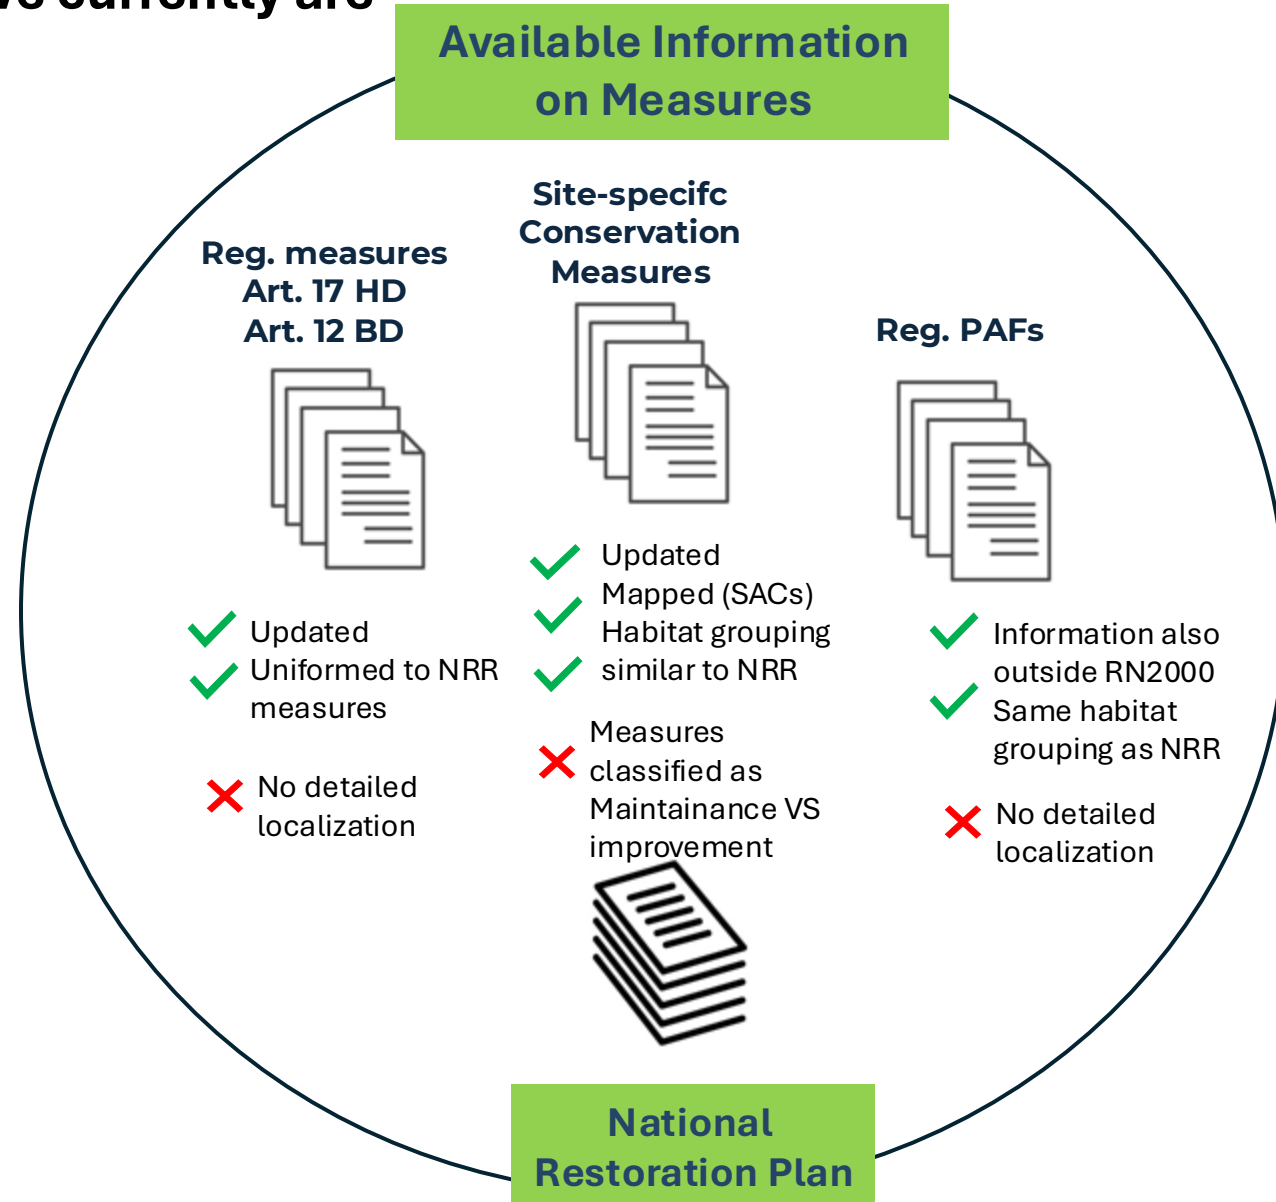 currently are
Available Information
on Measures
Reg. measures
Art. 17 HD
Art. 12 BD
Updated
Uniformed to NRR
measures
No detailed
localization
Site-specifc
Conservation
Measures
Updated
Mapped (SACs)
Habitat grouping
similar to NRR
Measures
classified as
Maintainance VS
improvement
Reg. PAFs
Information also
outside RN2000
Same habitat
grouping as NRR
No detailed
localization
National
Restoration Plan